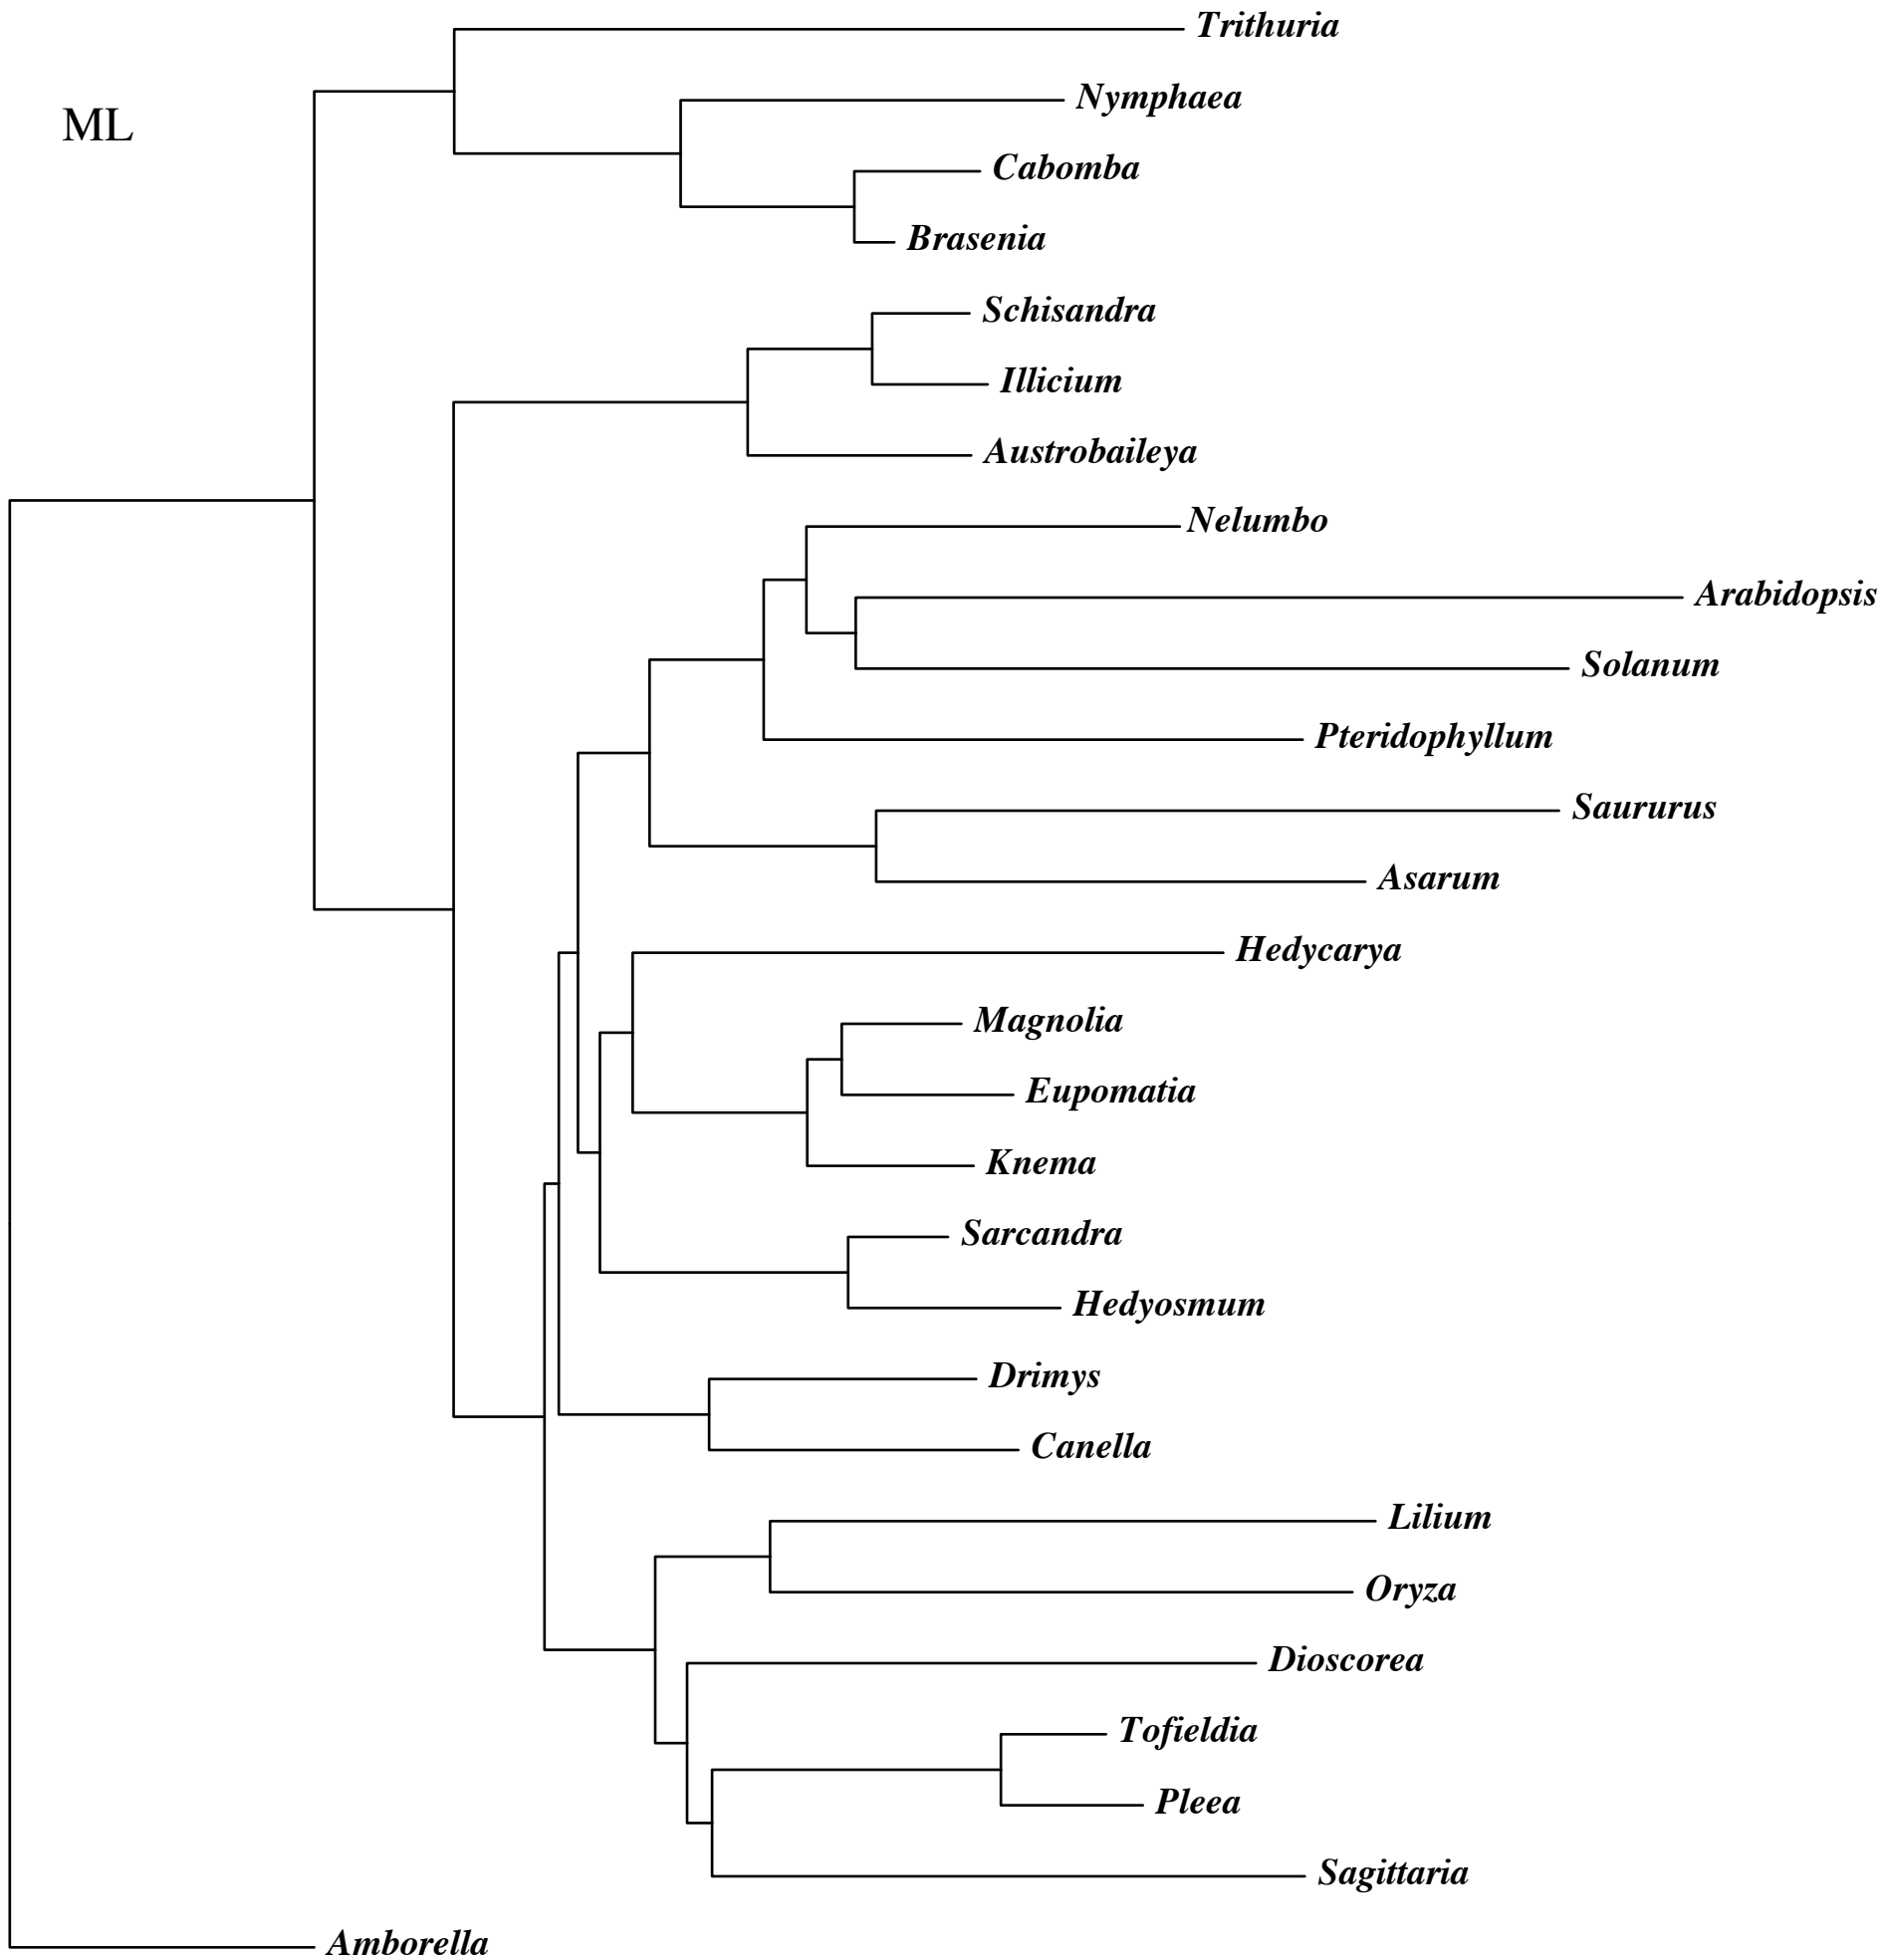 Trithuria
ML
Nymphaea
Cabomba
Brasenia
Schisandra
Illicium
Austrobaileya
Nelumbo
Arabidopsis
Solanum
Pteridophyllum
Saururus
Asarum
Hedycarya
Magnolia
Eupomatia
Knema
Sarcandra
Hedyosmum
Drimys
Canella
Lilium
Oryza
Dioscorea
Tofieldia
Pleea
Sagittaria
Amborella